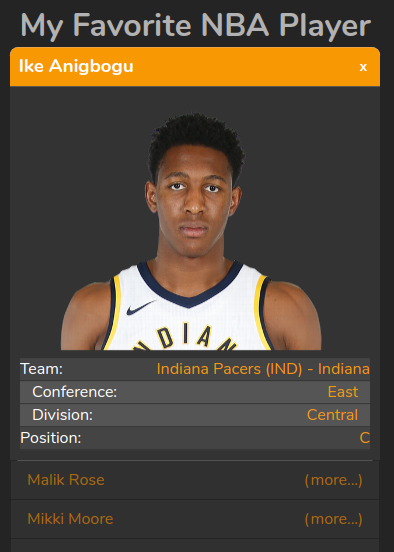 My Favorite NBA Player
Ike Anigbogu x
INDIAN
Team: Indiana Pacers (IND) - Indiana
Conference: East
Division: Central
Position: C
Malik Rose (more...)
Mikki Moore (more...)